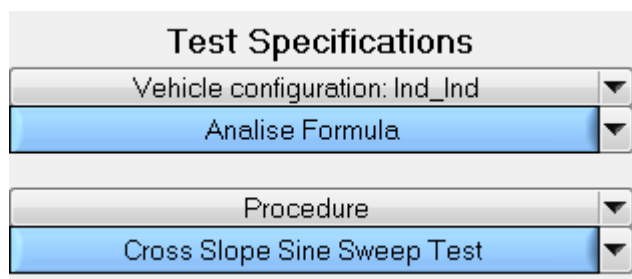 Test Specifications
Vehicle configuration: Ind_Ind
Analise Formula
Procedure
Cross Slope Sine Sweep Test